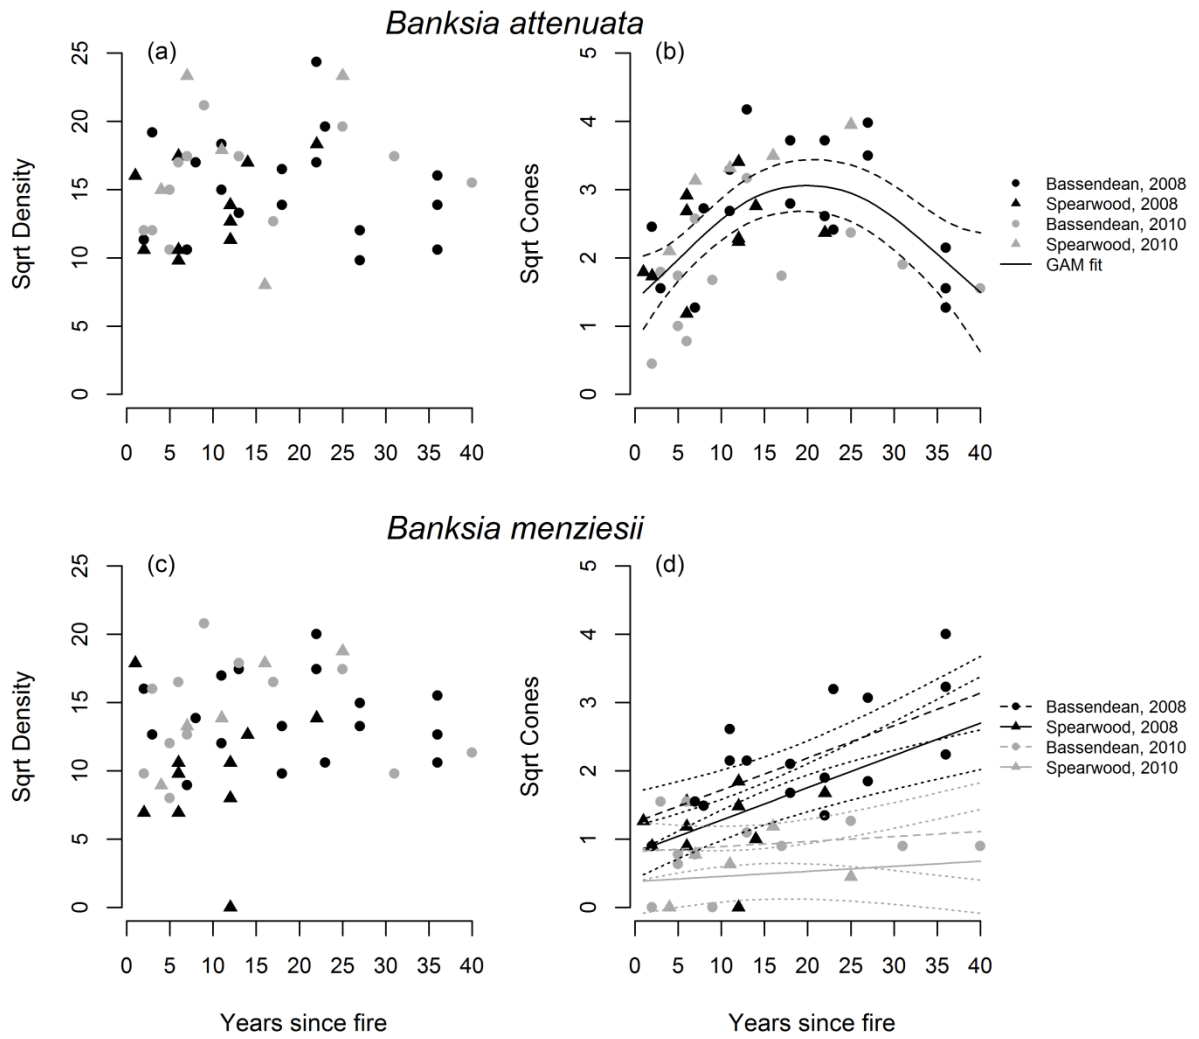 Banksia attenuata
(a)
Sqrt Density
25
20
15
10
5
0
0 5 10 15 20 25 30 35 40
(b)
Sqrt Cones
5
4
3
2
1
0
0 5 10 15 20 25 30 35 40
Bassendean, 2008
Spearwood, 2008
Bassendean, 2010
Spearwood, 2010
GAM fit
Banksia menziesii
(c)
Sqrt Density
25
20
15
10
5
0
0 5 10 15 20 25 30 35 40
Years since fire
(d)
Sqrt Cones
5
4
3
2
1
0
0 5 10 15 20 25 30 35 40
Years since fire
Bassendean, 2008
Spearwood, 2008
Bassendean, 2010
Spearwood, 2010